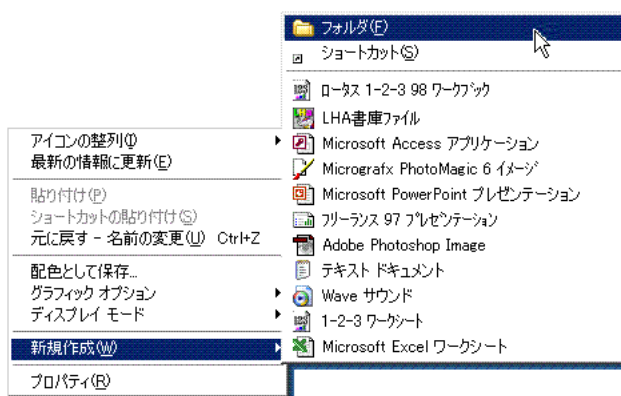 アイコンの整列(I)
最新の情報に更新(E)
貼り付け(P)
ショートカットの貼り付け(S)
元に戻す - 名前の変更(U) Ctrl+Z
配色として保存...
グラフィック オプション
ディスプレイ モード
新規作成(W)
プロパティ(R)
フォルダ(F)
ショートカット(S)
ロータス 1-2-3 98 ワークブック
LHA書庫ファイル
Microsoft Access アプリケーション
Micrografx PhotoMagic 6 イメージ
Microsoft PowerPoint プレゼンテーション
フリーランス 97 プレゼンテーション
Adobe Photoshop Image
テキスト ドキュメント
Wave サウンド
1-2-3 ワークシート
Microsoft Excel ワークシート